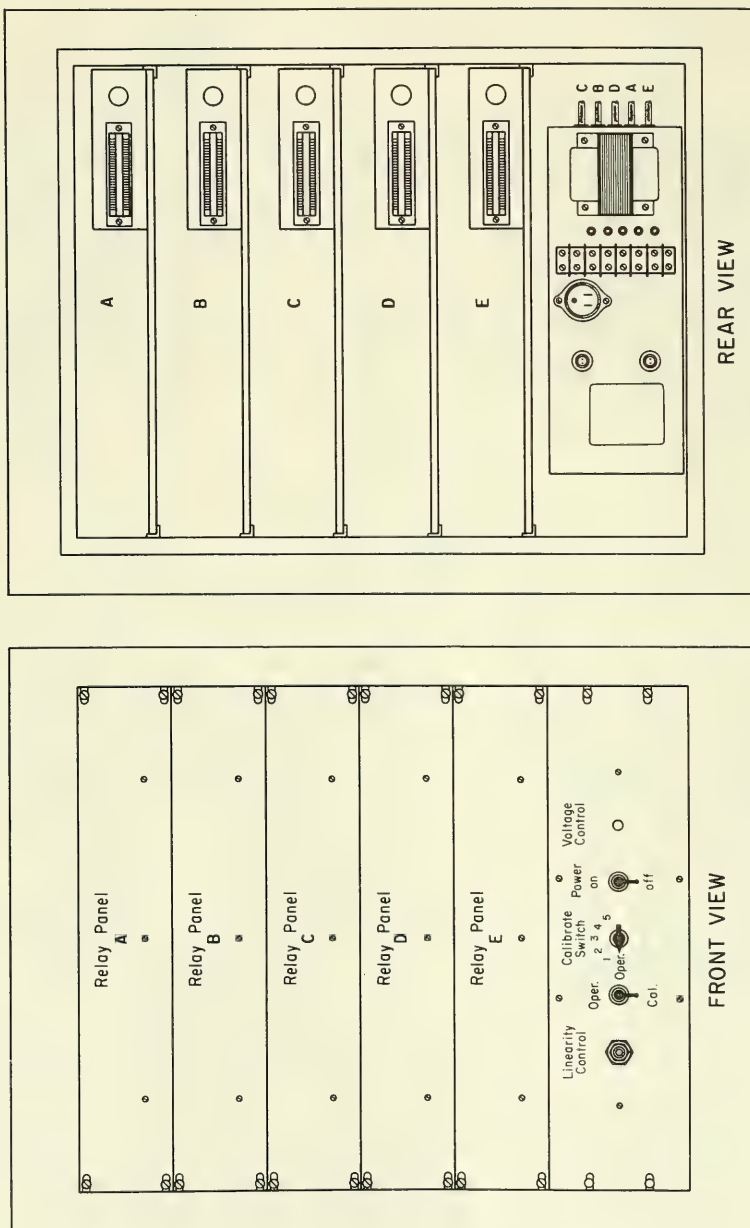 A
B
C
D
E
C
B
D
A
E
REAR VIEW
Relay Panel
A
Relay Panel
B
Relay Panel
C
Relay Panel
D
Relay Panel
E
Linearity
Control
Oper.
Cal.
Calibrate
Switch
Oper. 1 2 3 4 5
Power
on
off
Voltage
Control
FRONT VIEW